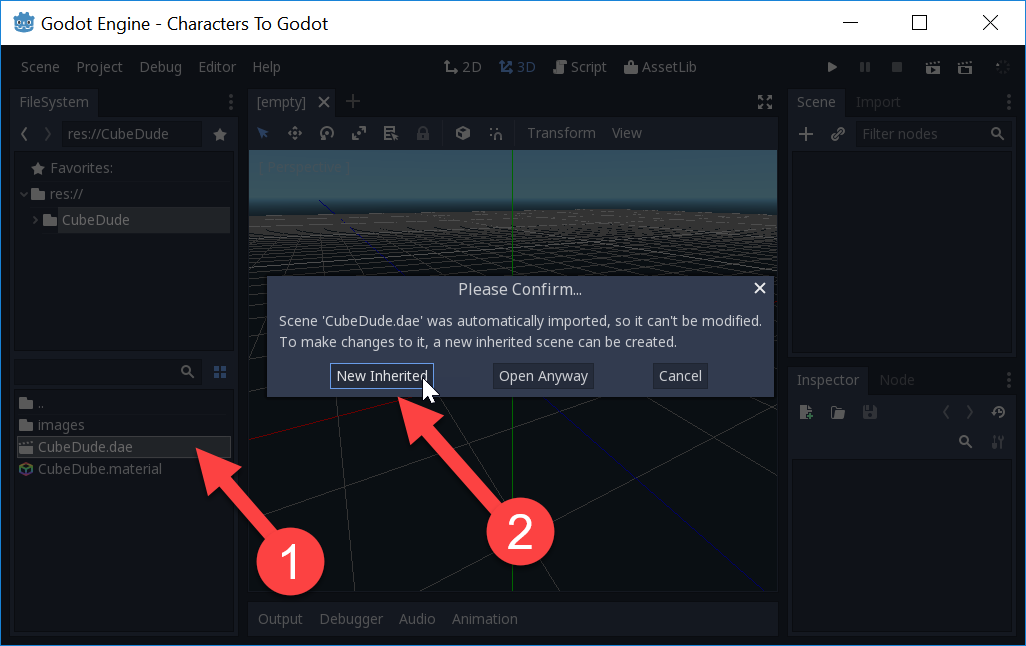 Godot Engine - Characters To Godot
Scene Project Debug Editor Help 2D 3D Script AssetLib
FileSystem [empty] Scene Import
res://CubeDude Transform View Filter nodes
Favorites:
res://
CubeDude
Please Confirm...
Scene 'CubeDude.dae' was automatically imported, so it can't be modified.
To make changes to it, a new inherited scene can be created.
New Inherited Open Anyway Cancel
Inspector Node
..
images
CubeDude.dae
CubeDube.material
1
2
Output Debugger Audio Animation